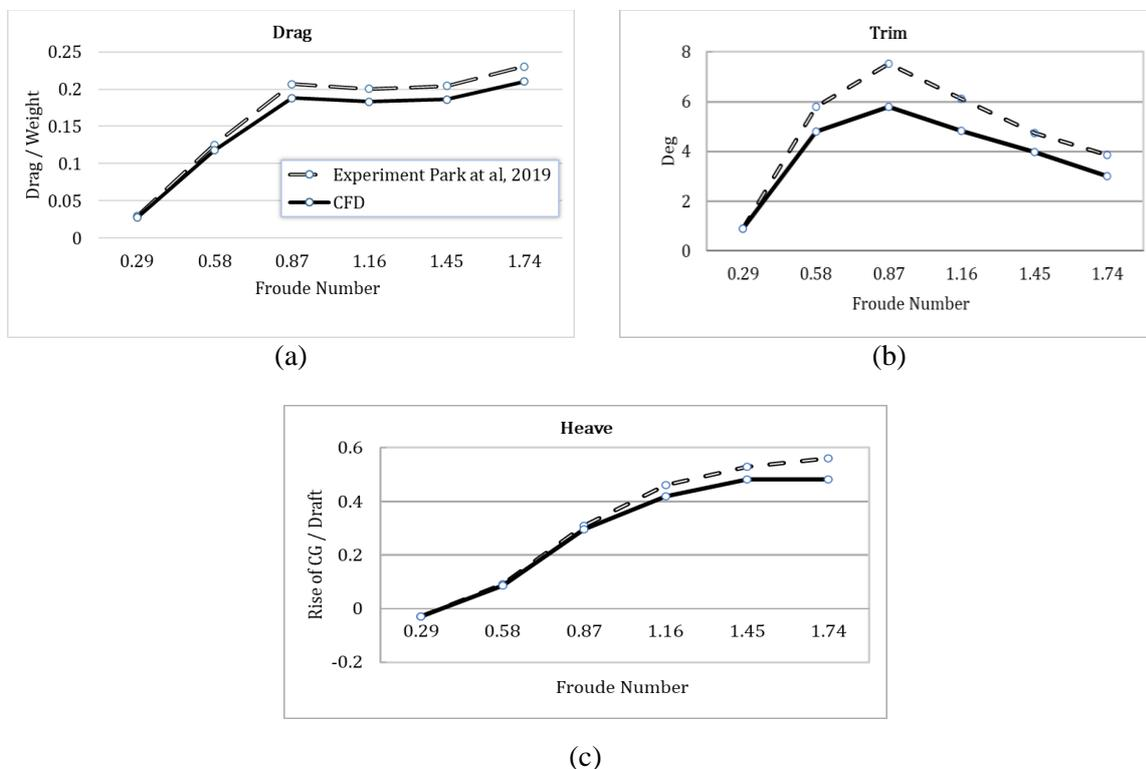 Drag
0.25
0.2
0.15
0.1
0.05
0
Drag / Weight
Experiment Park at al, 2019
CFD
0.29 0.58 0.87 1.16 1.45 1.74
Froude Number
(a)
Trim
8
6
4
2
0
Deg
0.29 0.58 0.87 1.16 1.45 1.74
Froude Number
(b)
Heave
0.6
0.4
0.2
0
-0.2
Rise of CG / Draft
0.29 0.58 0.87 1.16 1.45 1.74
Froude Number
(c)